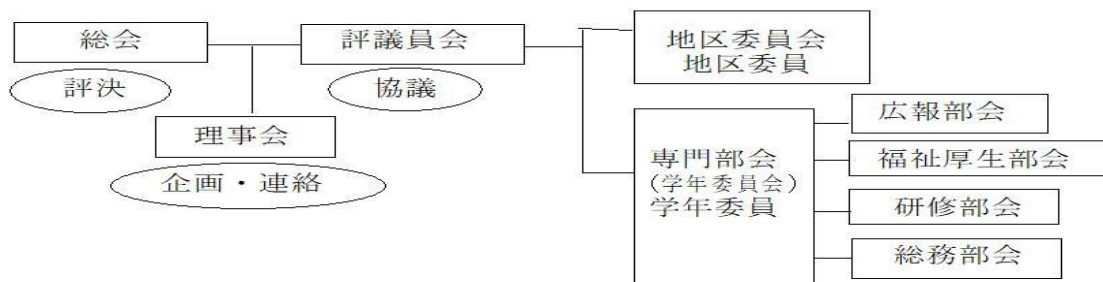 総会
評決
理事会
企画・連絡
評議員会
協議
地区委員会
地区委員
専門部会
（学年委員会）
学年委員
広報部会
福祉厚生部会
研修部会
総務部会